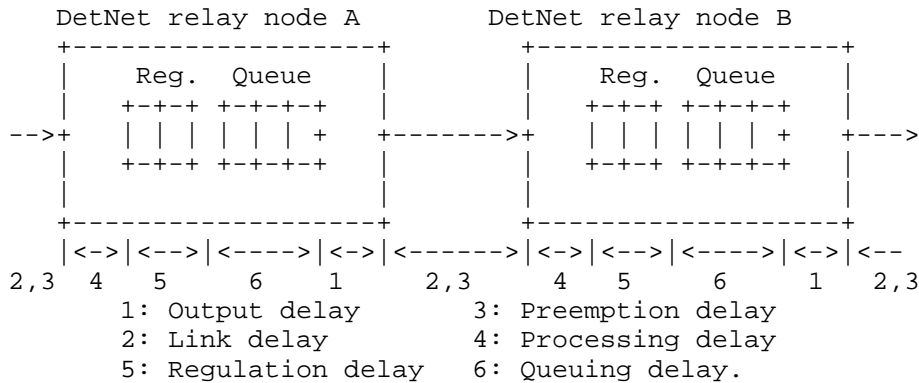 DetNet relay node A        DetNet relay node B
   +-------------------+        +-------------------+
   |    Reg.  Queue    |        |    Reg.  Queue    |
   |   +-+-+ +-+-+-+   |        |   +-+-+ +-+-+-+   |
-->+   | | | | | | +   +------->+   | | | | | | +   +--->
   |   +-+-+ +-+-+-+   |        |   +-+-+ +-+-+-+   |
   |                   |        |                   |
   +-------------------+        +-------------------+
   |<->|<-->|<---->|<->|<------>|<->|<-->|<---->|<->|<--
2,3  4    5      6    1     2,3     4    5      6    1   2,3
1: Output delay       3: Preemption delay
2: Link delay         4: Processing delay
5: Regulation delay   6: Queuing delay.